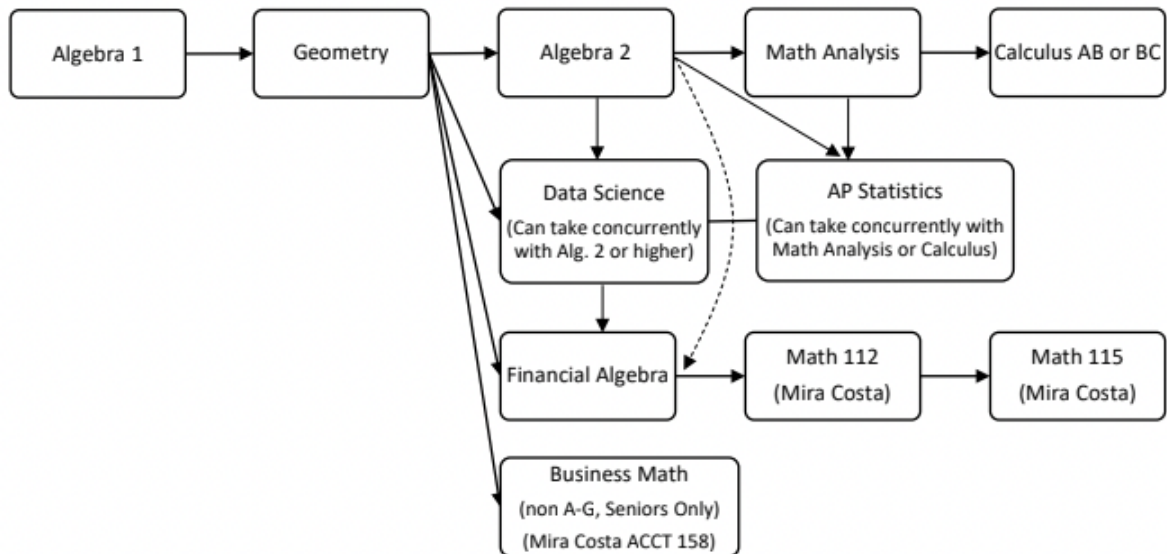 Algebra 1
Geometry
Algebra 2
Math Analysis
Calculus AB or BC
Data Science
(Can take concurrently
with Alg. 2 or higher)
AP Statistics
(Can take concurrently with
Math Analysis or Calculus)
Financial Algebra
Math 112
(Mira Costa)
Math 115
(Mira Costa)
Business Math
(non A-G, Seniors Only)
(Mira Costa ACCT 158)